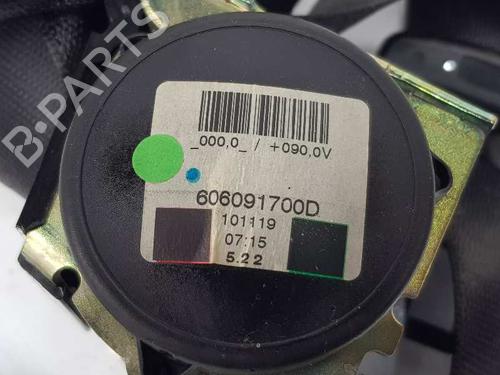 B-PARTS
_000,0_ / +090,0V
606091700D
101119
07:15
5.22